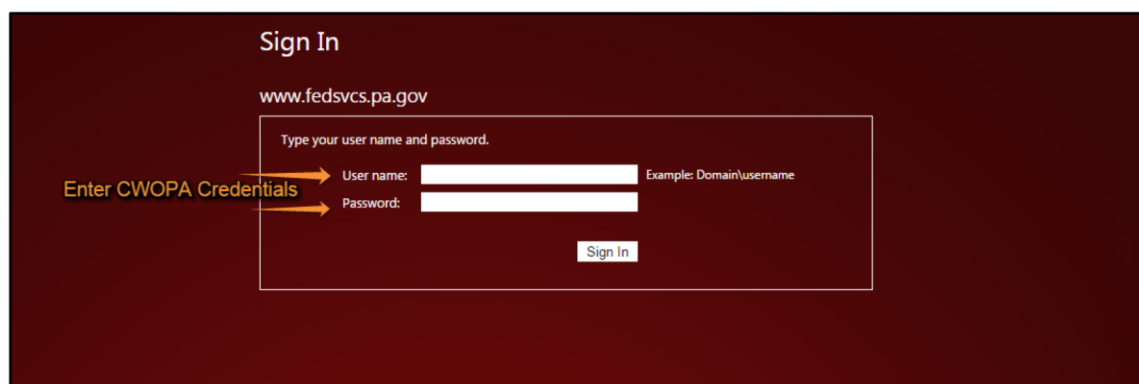 Sign In
www.fedsvcs.pa.gov
Type your user name and password.
Enter CWOPA Credentials
User name:
Example: Domain\username
Password:
Sign In